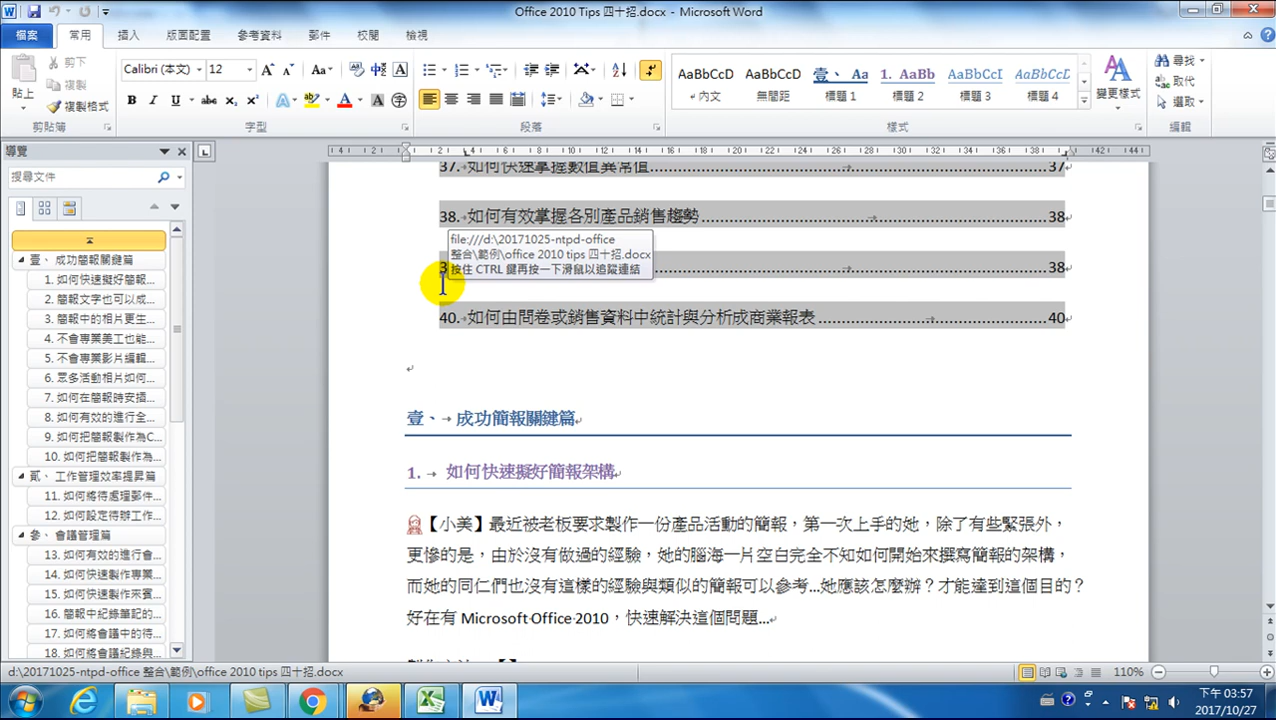 Office 2010 Tips 四十招.docx - Microsoft Word
檔案 常用 插入 版面配置 參考資料 郵件 校閱 檢視
貼上 剪下 複製 複製格式
Calibri (本文) 12
AaBbCcD AaBbCcD 壹、 Aa 1. AaBb AaBbCcI AaBbCcD
內文 無間距 標題 1 標題 2 標題 3 標題 4
變更樣式
尋找 取代 選取
剪貼簿 字型 段落 樣式 編輯
導覽
搜尋文件
壹、 成功簡報關鍵篇
1. 如何快速擬好簡報...
2. 簡報文字也可以成...
3. 簡報中的相片更生...
4. 不會專業美工也能...
5. 不會專業影片編輯...
6. 眾多活動相片如何...
7. 如何在簡報時安插...
8. 如何有效的進行全...
9. 如何把簡報製作為C...
10. 如何把簡報製作為...
貳、 工作管理效率提昇篇
11. 如何將待處理郵件...
12. 如何設定待辦工作...
參、 會議管理篇
13. 如何有效的進行會...
14. 如何快速製作專業...
15. 如何快速製作來賓...
16. 簡報中紀錄筆記的...
17. 如何將會議中的待...
18. 如何將會議紀錄與...
37. 如何快速掌握數值異常值 37
38. 如何有效掌握各別產品銷售趨勢 38
file:///d:\20171025-ntpd-office
整合\範例\office 2010 tips 四十招.docx
按住 CTRL 鍵再按一下滑鼠以追蹤連結
3 38
40. 如何由問卷或銷售資料中統計與分析成商業報表 40
壹、 成功簡報關鍵篇
1. 如何快速擬好簡報架構
【小美】最近被老板要求製作一份產品活動的簡報，第一次上手的她，除了有些緊張外，
更慘的是，由於沒有做過的經驗，她的腦海一片空白完全不知如何開始來撰寫簡報的架構，
而她的同仁們也沒有這樣的經驗與類似的簡報可以參考...她應該怎麼辦？才能達到這個目的？
好在有 Microsoft Office 2010，快速解決這個問題...
d:\20171025-ntpd-office 整合\範例\office 2010 tips 四十招.docx
110%
下午 03:57
2017/10/27